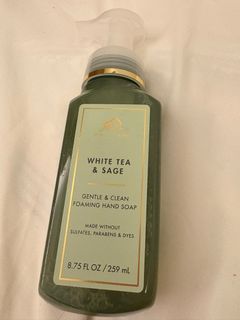 WHITE TEA
& SAGE
GENTLE & CLEAN
FOAMING HAND SOAP
MADE WITHOUT
SULFATES, PARABENS & DYES
8.75 FL OZ / 259 mL